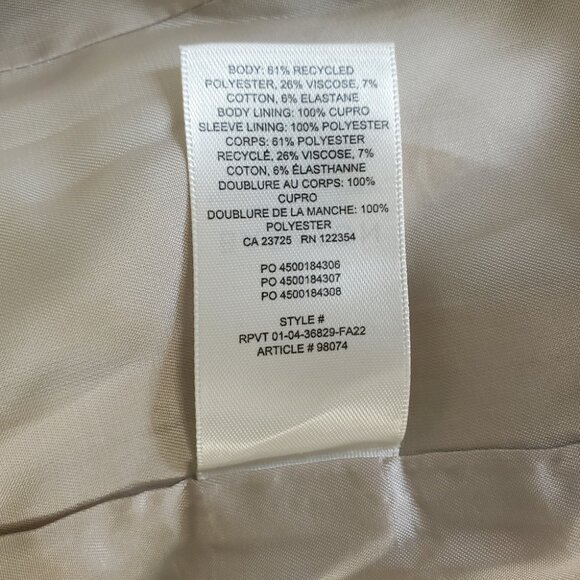 BODY: 61% RECYCLED
POLYESTER, 26% VISCOSE, 7%
COTTON, 6% ELASTANE
BODY LINING: 100% CUPRO
SLEEVE LINING: 100% POLYESTER
CORPS: 61% POLYESTER
RECYCLÉ, 26% VISCOSE, 7%
COTON, 6% ÉLASTHANNE
DOUBLURE AU CORPS: 100%
CUPRO
DOUBLURE DE LA MANCHE: 100%
POLYESTER
CA 23725 RN 122354
PO 4500184306
PO 4500184307
PO 4500184308
STYLE #
RPVT 01-04-36829-FA22
ARTICLE # 98074